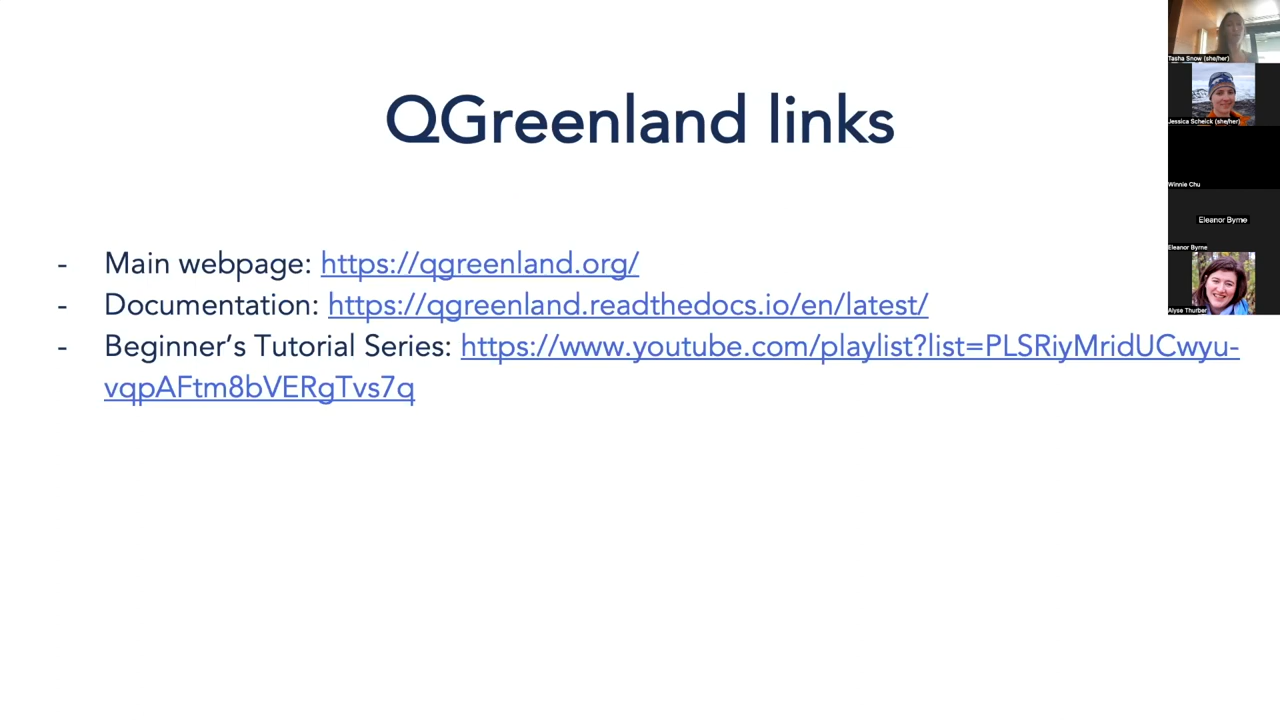 QGreenland links
- Main webpage: https://qgreenland.org/
- Documentation: https://qgreenland.readthedocs.io/en/latest/
- Beginner’s Tutorial Series: https://www.youtube.com/playlist?list=PLSRiyMridUCwyu-
vqpAFtm8bVERgTvs7q
Tasha Snow (she/her)
Jessica Scheick (she/her)
Winnie Chu
Eleanor Byrne
Eleanor Byrne
Alyse Thurber